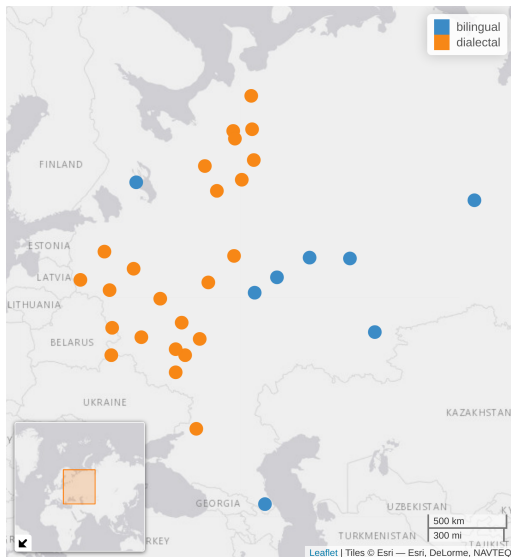 bilingual
dialectal
FINLAND
ESTONIA
LATVIA
LITHUANIA
BELARUS
UKRAINE
KAZAKHSTAN
GEORGIA
UZBEKISTAN
TURKMENISTAN
500 km
300 mi
Leaflet | Tiles © Esri — Esri, DeLorme, NAVTEQ